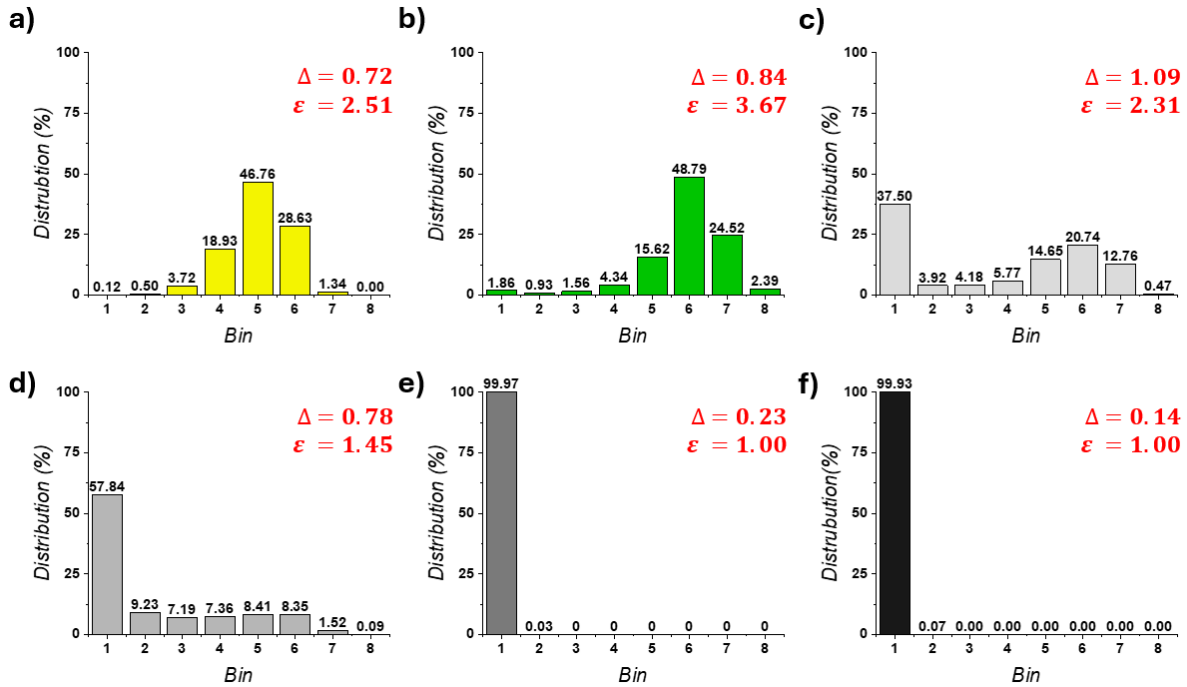 a)
100
75
50
25
0
Distrubtion (%)
Δ = 0.72
ε = 2.51
0.12
0.50
3.72
18.93
46.76
28.63
1.34
0.00
1 2 3 4 5 6 7 8
Bin
b)
100
75
50
25
0
Distribution (%)
Δ = 0.84
ε = 3.67
1.86
0.93
1.56
4.34
15.62
48.79
24.52
2.39
1 2 3 4 5 6 7 8
Bin
c)
100
75
50
25
0
Distribution (%)
Δ = 1.09
ε = 2.31
37.50
3.92
4.18
5.77
14.65
20.74
12.76
0.47
1 2 3 4 5 6 7 8
Bin
d)
100
75
50
25
0
Distribution (%)
Δ = 0.78
ε = 1.45
57.84
9.23
7.19
7.36
8.41
8.35
1.52
0.09
1 2 3 4 5 6 7 8
Bin
e)
100
75
50
25
0
Distribution (%)
Δ = 0.23
ε = 1.00
99.97
0.03
0
0
0
0
0
0
1 2 3 4 5 6 7 8
Bin
f)
100
75
50
25
0
Distrubution(%)
Δ = 0.14
ε = 1.00
99.93
0.07
0.00
0.00
0.00
0.00
0.00
0.00
1 2 3 4 5 6 7 8
Bin